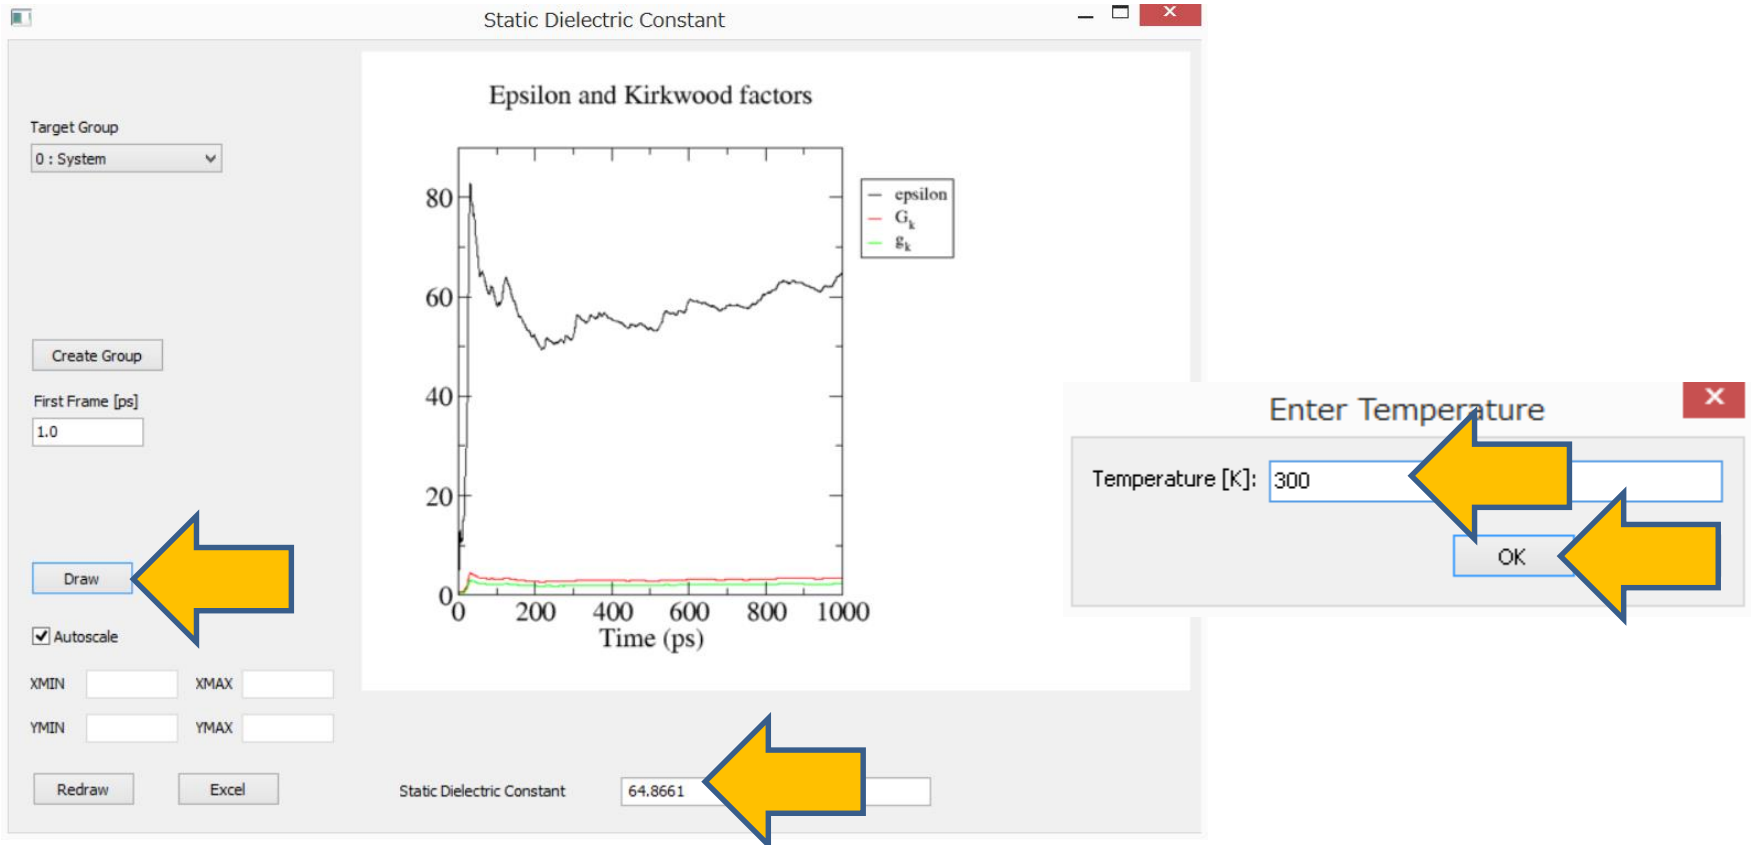 Static Dielectric Constant
Target Group
0 : System
Create Group
First Frame [ps]
1.0
Draw
Autoscale
XMIN XMAX
YMIN YMAX
Redraw Excel
Epsilon and Kirkwood factors
80
60
40
20
0
0 200 400 600 800 1000
Time (ps)
epsilon
Gk
gk
Static Dielectric Constant 64.8661
Enter Temperature
Temperature [K]: 300
OK